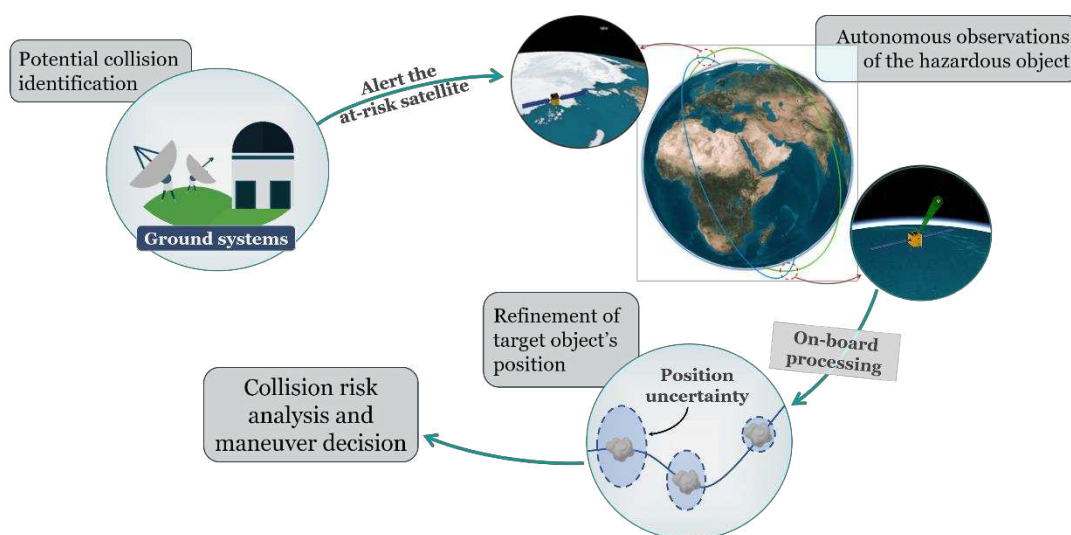 Potential collision
identification
Alert the
at-risk satellite
Autonomous observations
of the hazardous object
Ground systems
Refinement of
target object's
position
On-board
processing
Position
uncertainty
Collision risk
analysis and
maneuver decision